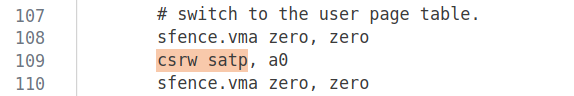 107 # switch to the user page table.
108 sfence.vma zero, zero
109 csrw satp, a0
110 sfence.vma zero, zero